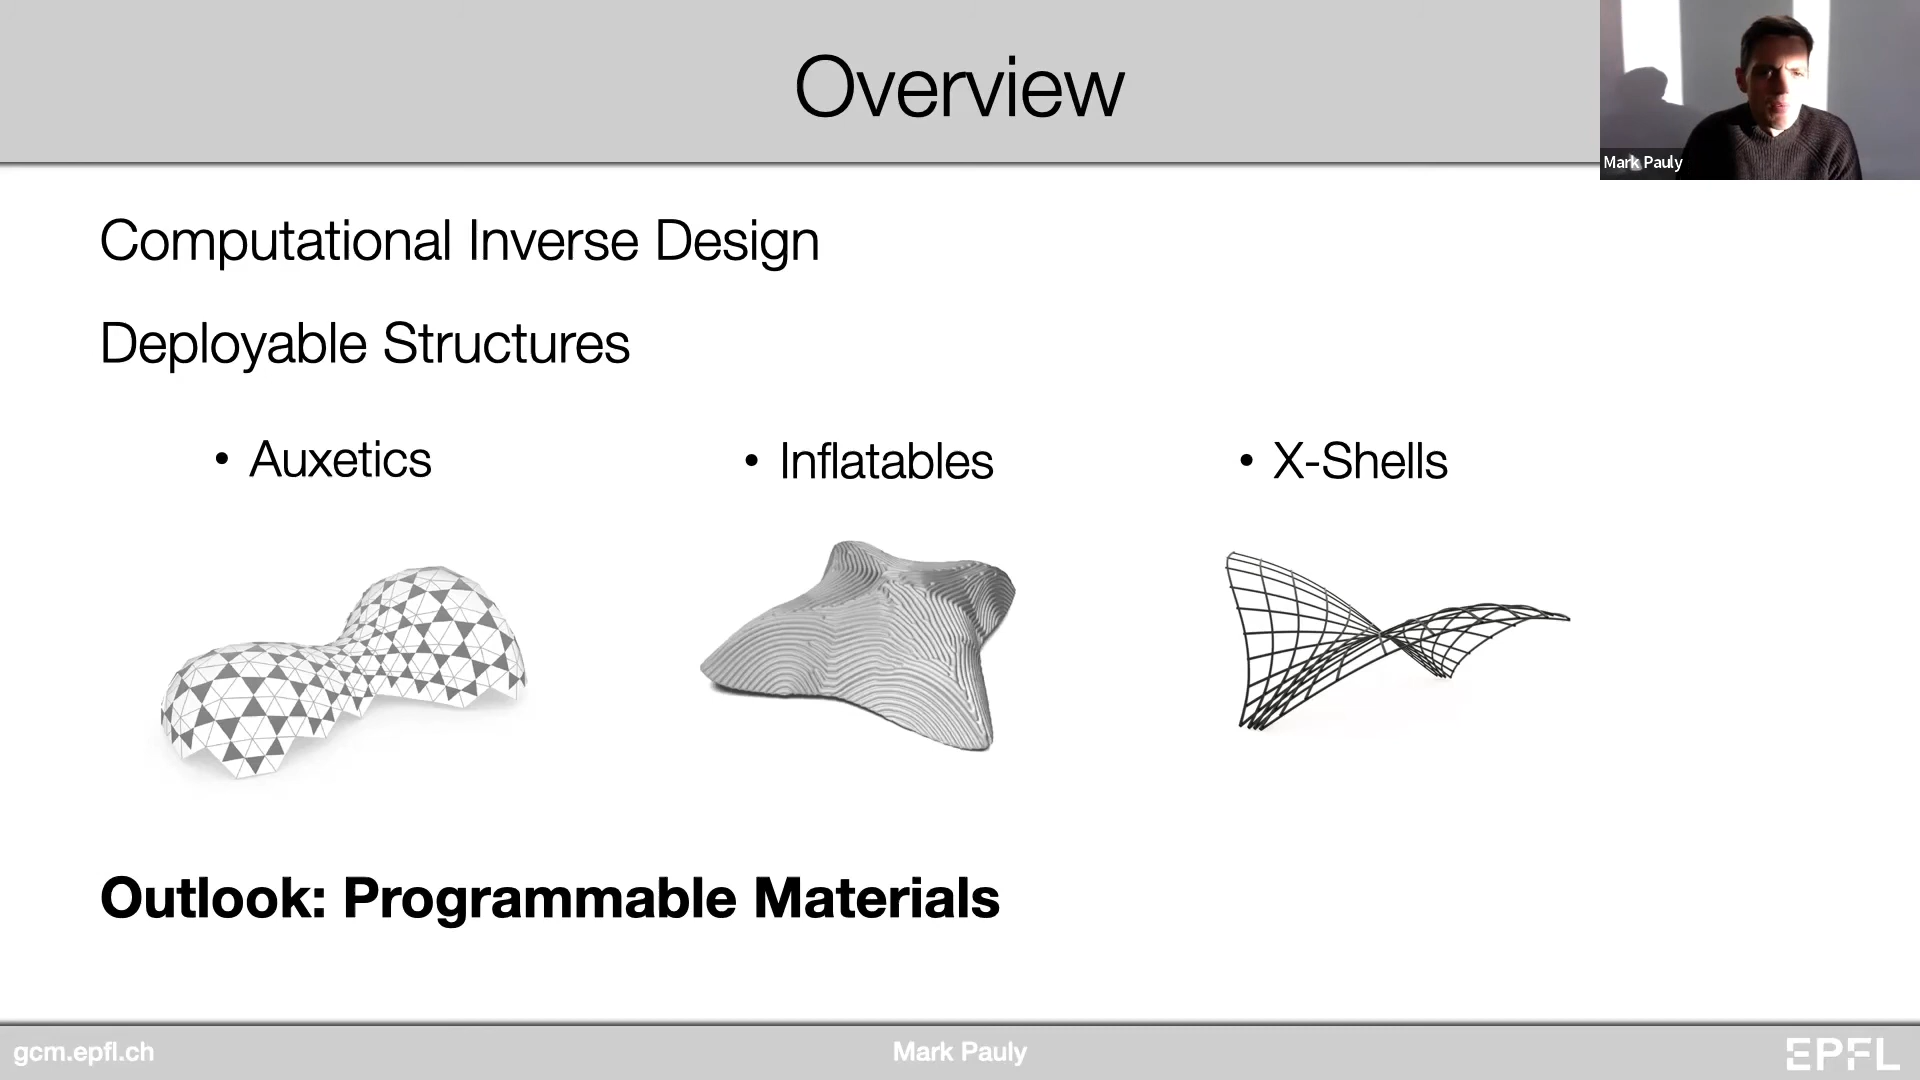 Overview
Mark Pauly
Computational Inverse Design
Deployable Structures
• Auxetics
• Inflatables
• X-Shells
Outlook: Programmable Materials
gcm.epfl.ch
Mark Pauly
EPFL